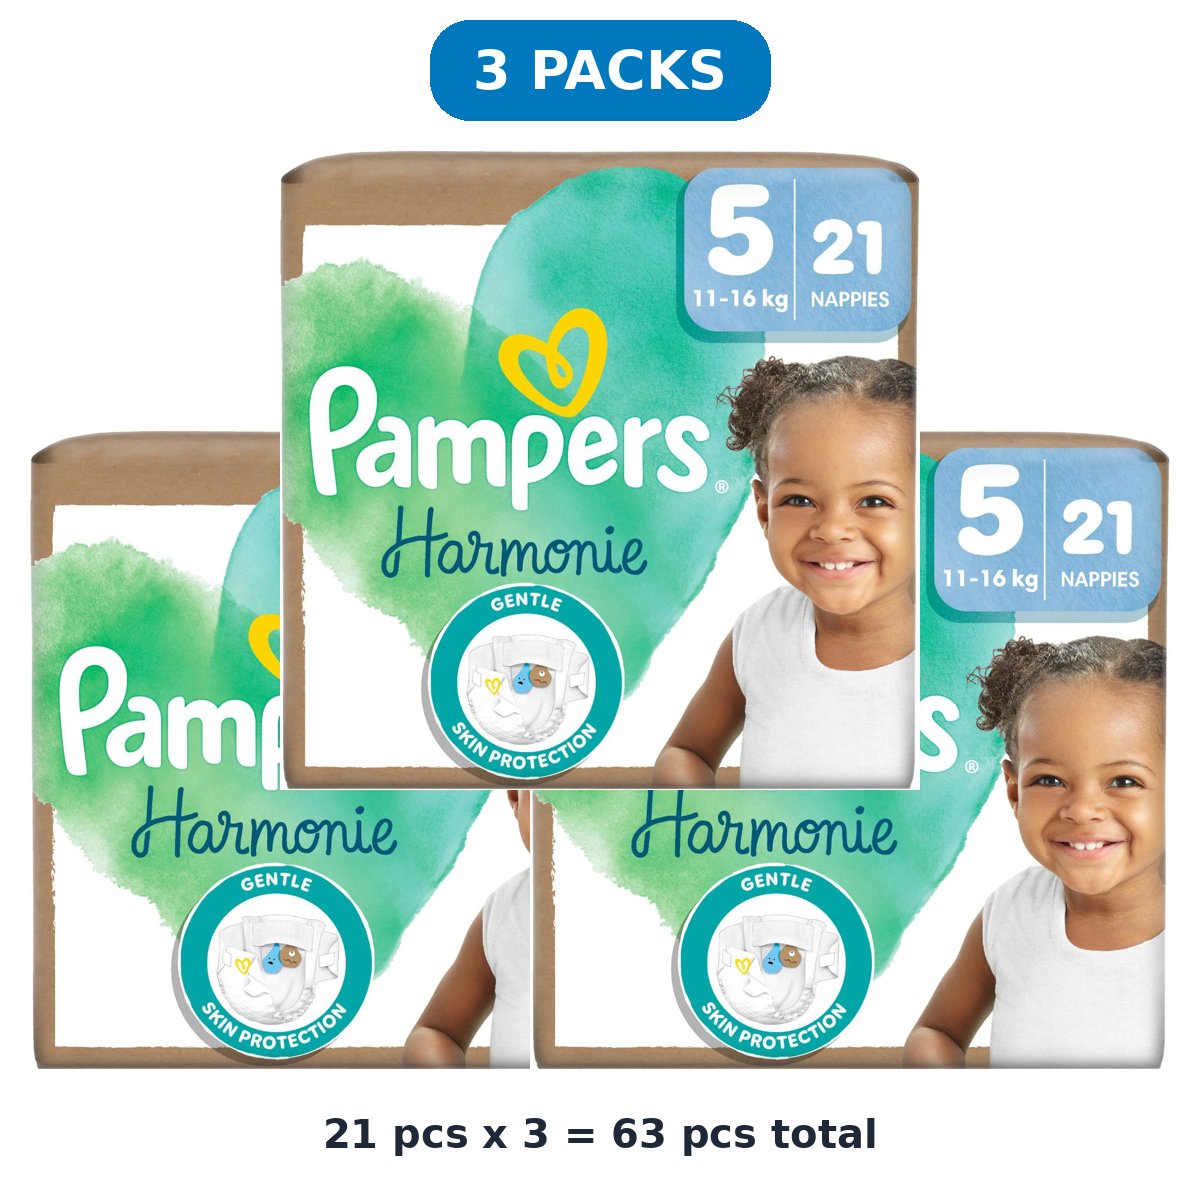 3 PACKS
5
21
11-16 kg
NAPPIES
Pampers®
Harmonie
GENTLE
SKIN PROTECTION
5
21
11-16 kg
NAPPIES
Pamp
s®
Harmonie
Harmonie
GENTLE
SKIN PROTECTION
GENTLE
SKIN PROTECTION
21 pcs x 3 = 63 pcs total